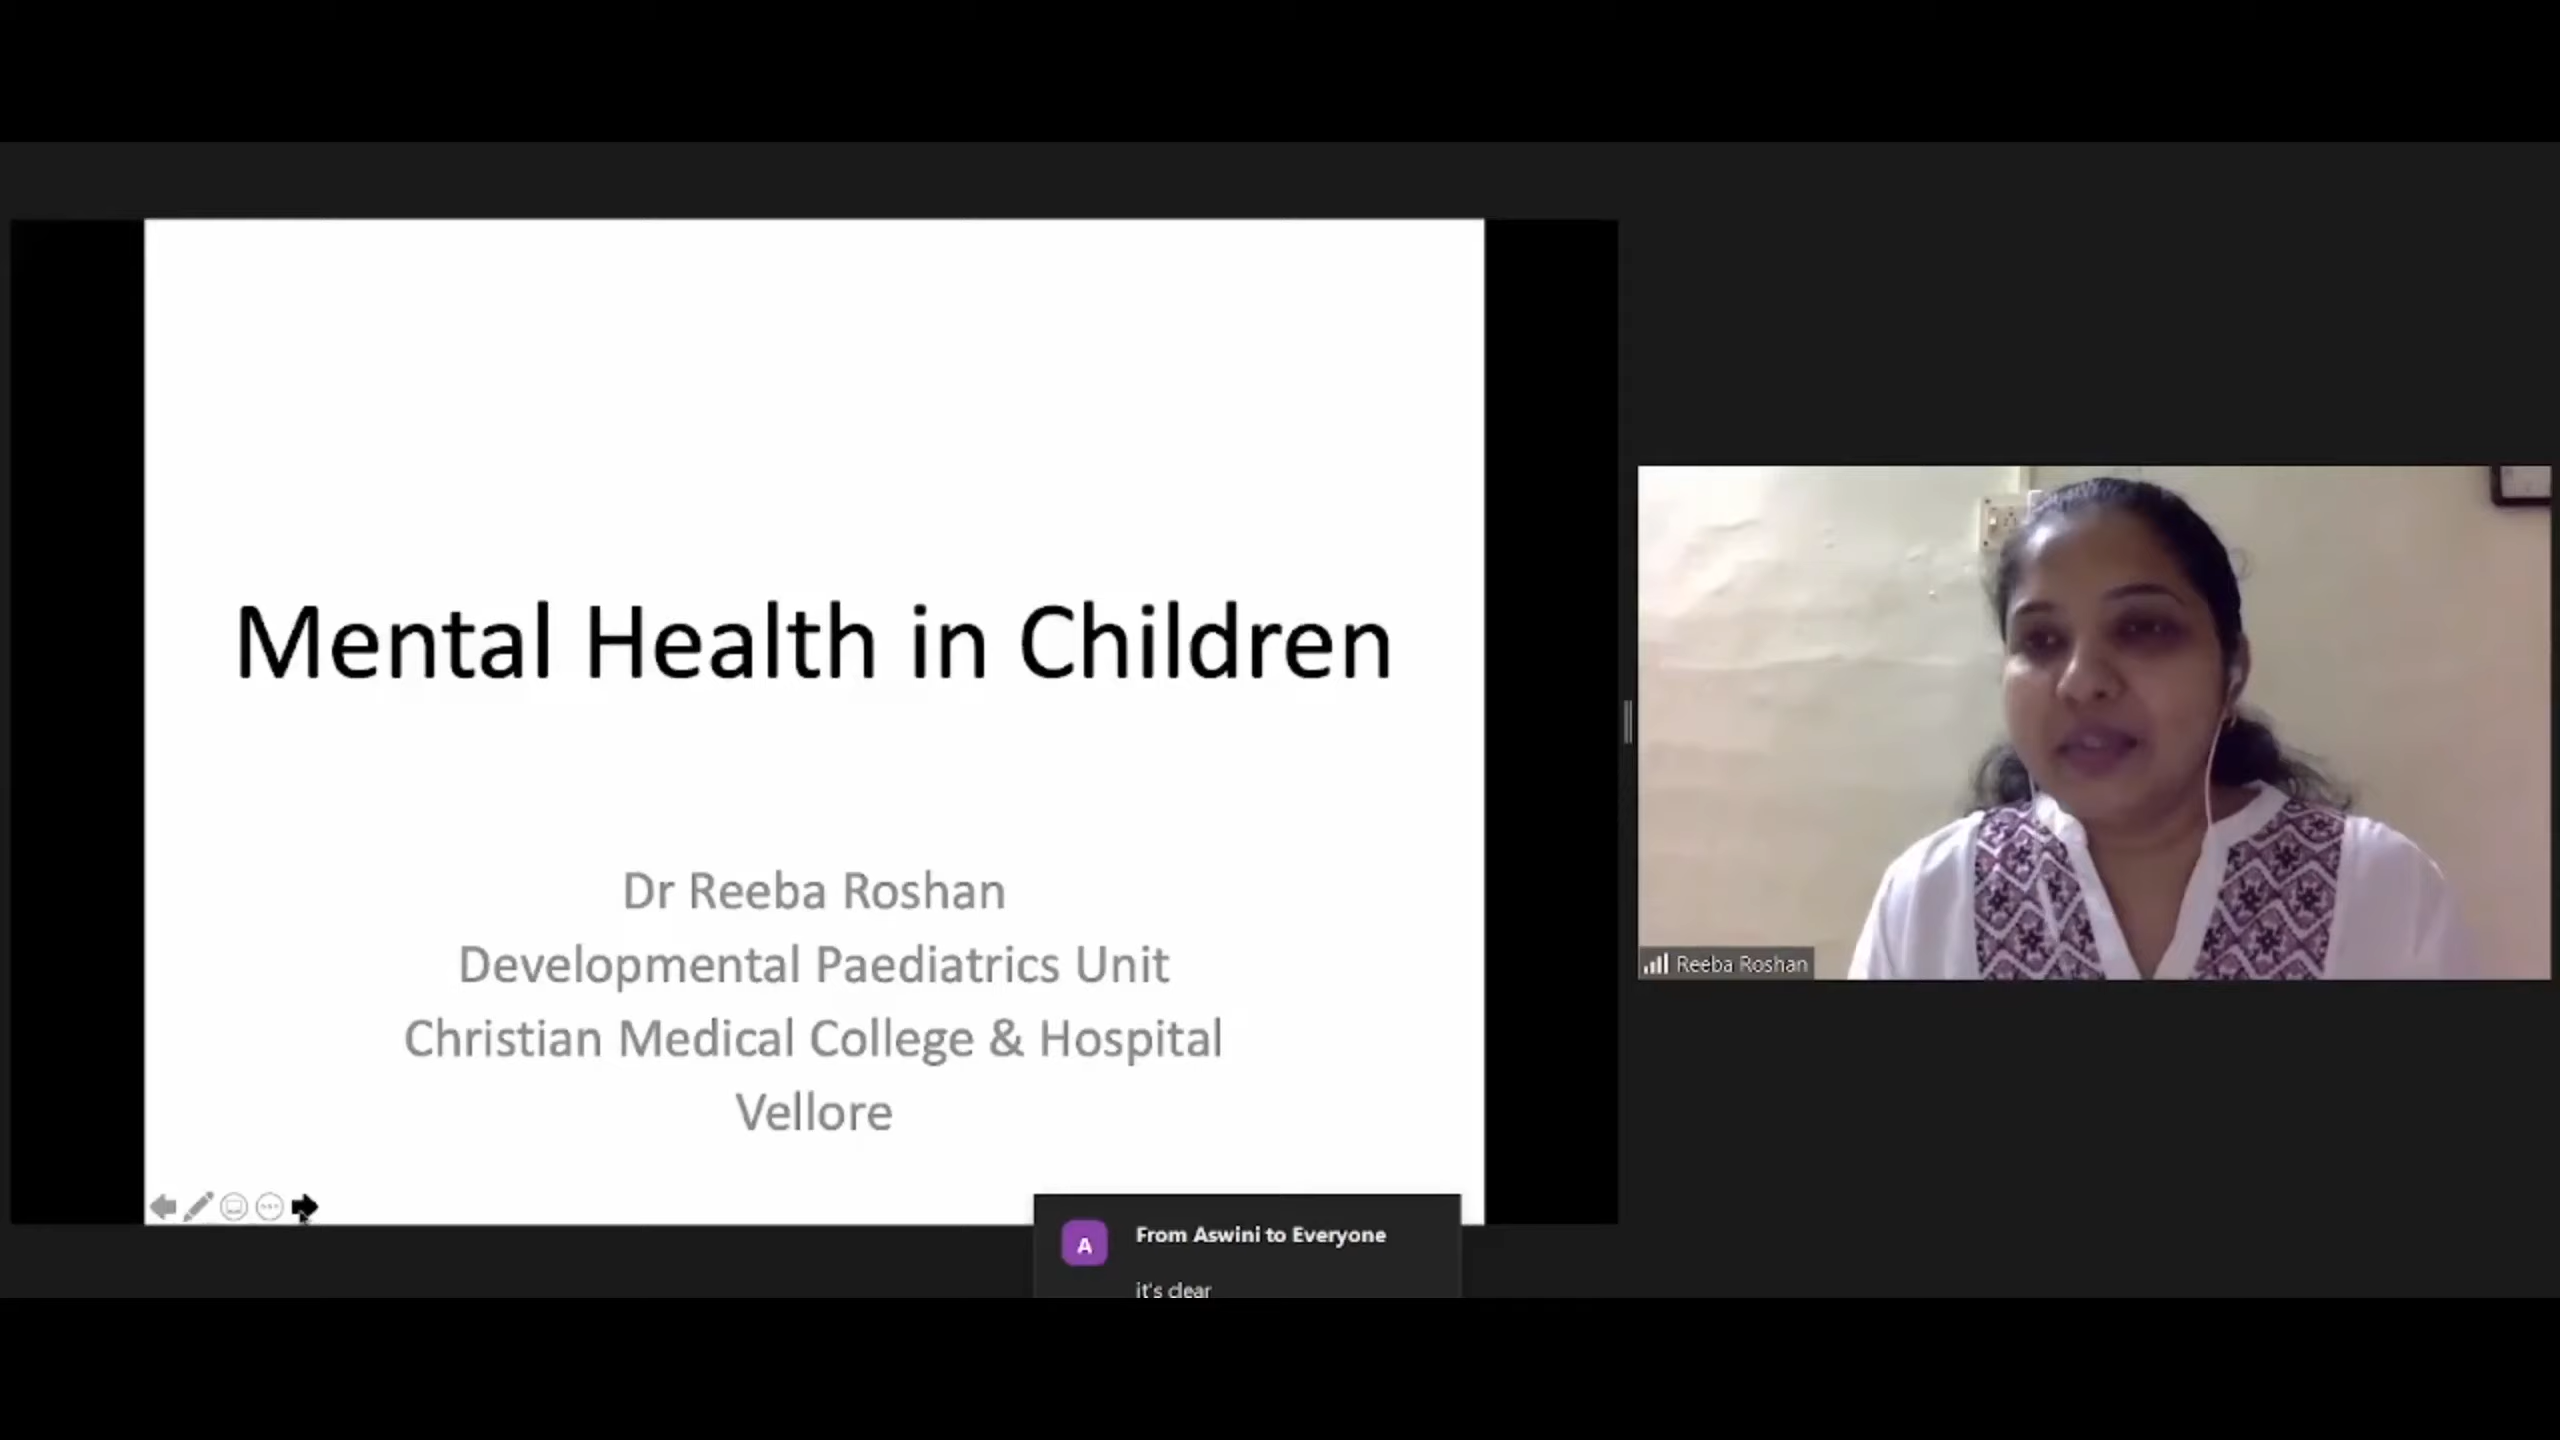 Mental Health in Children
Dr Reeba Roshan
Developmental Paediatrics Unit
Christian Medical College & Hospital
Vellore
Reeba Roshan
A
From Aswini to Everyone
it's clear